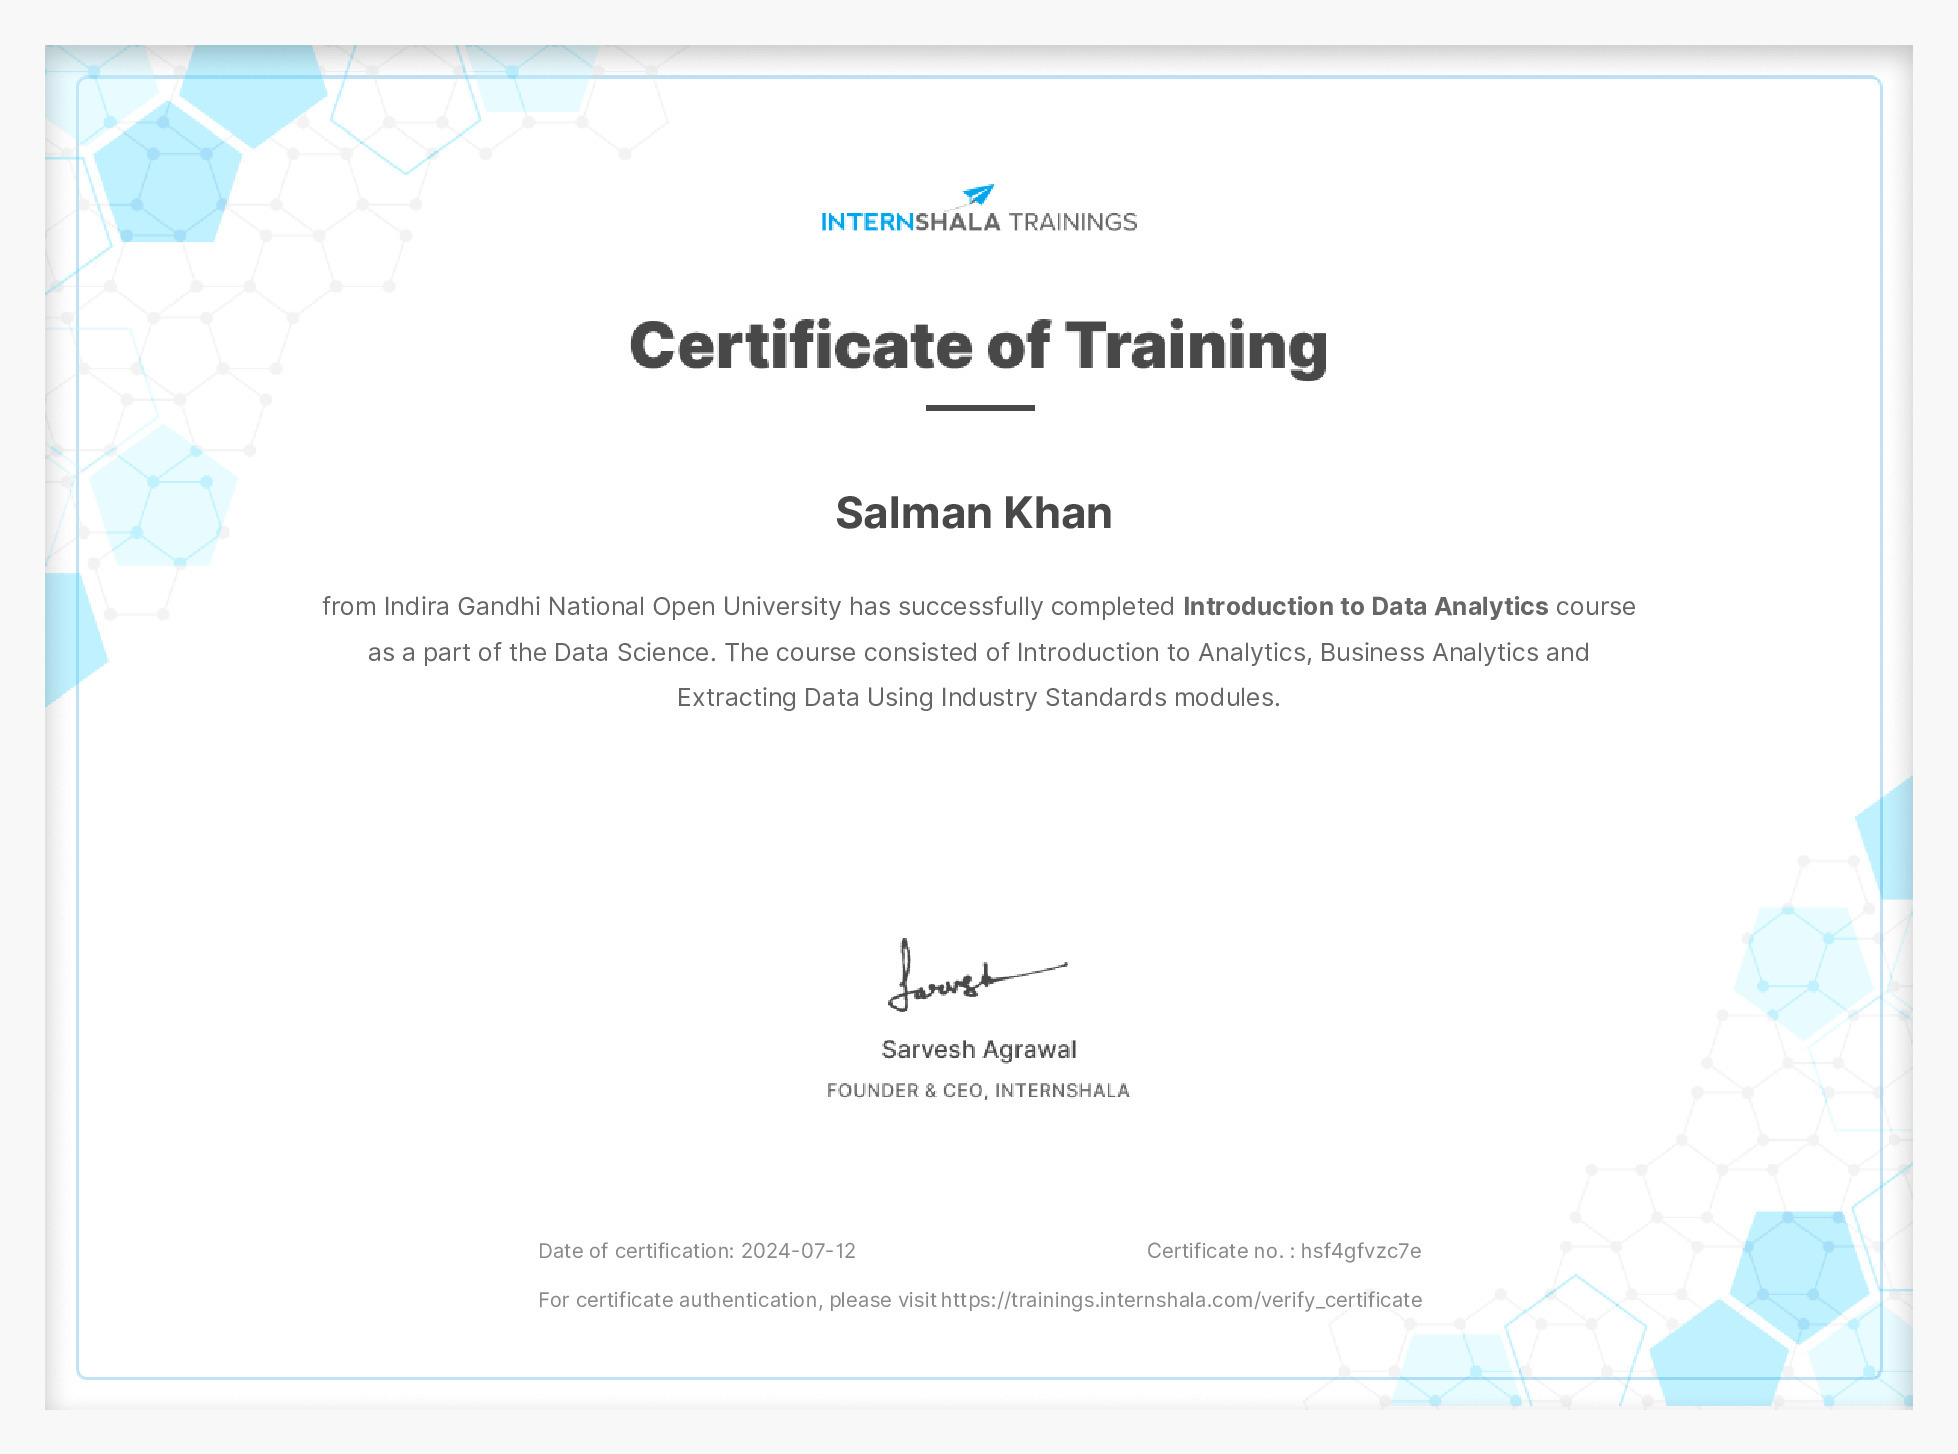 INTERNSHALA TRAININGS
Certificate of Training
Salman Khan
from Indira Gandhi National Open University has successfully completed Introduction to Data Analytics course
as a part of the Data Science. The course consisted of Introduction to Analytics, Business Analytics and
Extracting Data Using Industry Standards modules.
Sarvesh
Sarvesh Agrawal
FOUNDER & CEO, INTERNSHALA
Date of certification: 2024-07-12
Certificate no. : hsf4gfvzc7e
For certificate authentication, please visit https://trainings.internshala.com/verify_certificate